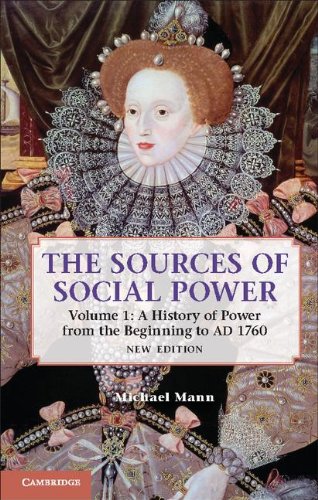 THE SOURCES OF
SOCIAL POWER
Volume 1: A History of Power
from the Beginning to AD 1760
NEW EDITION
Michael Mann
CAMBRIDGE